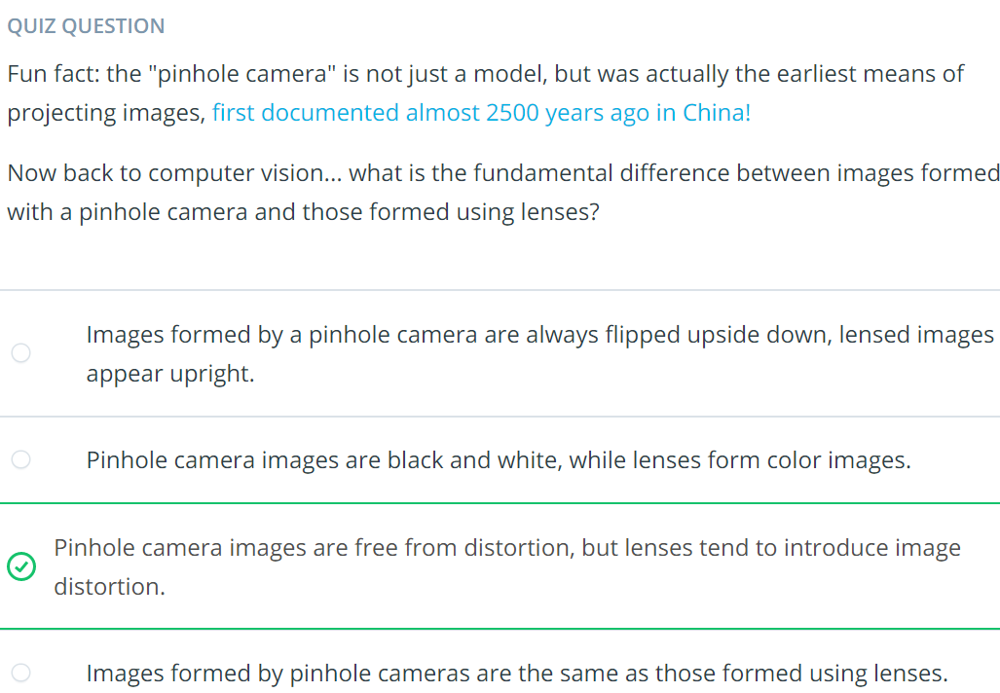 QUIZ QUESTION
Fun fact: the "pinhole camera" is not just a model, but was actually the earliest means of
projecting images, first documented almost 2500 years ago in China!
Now back to computer vision... what is the fundamental difference between images formed
with a pinhole camera and those formed using lenses?
Images formed by a pinhole camera are always flipped upside down, lensed images
appear upright.
Pinhole camera images are black and white, while lenses form color images.
Pinhole camera images are free from distortion, but lenses tend to introduce image
distortion.
Images formed by pinhole cameras are the same as those formed using lenses.